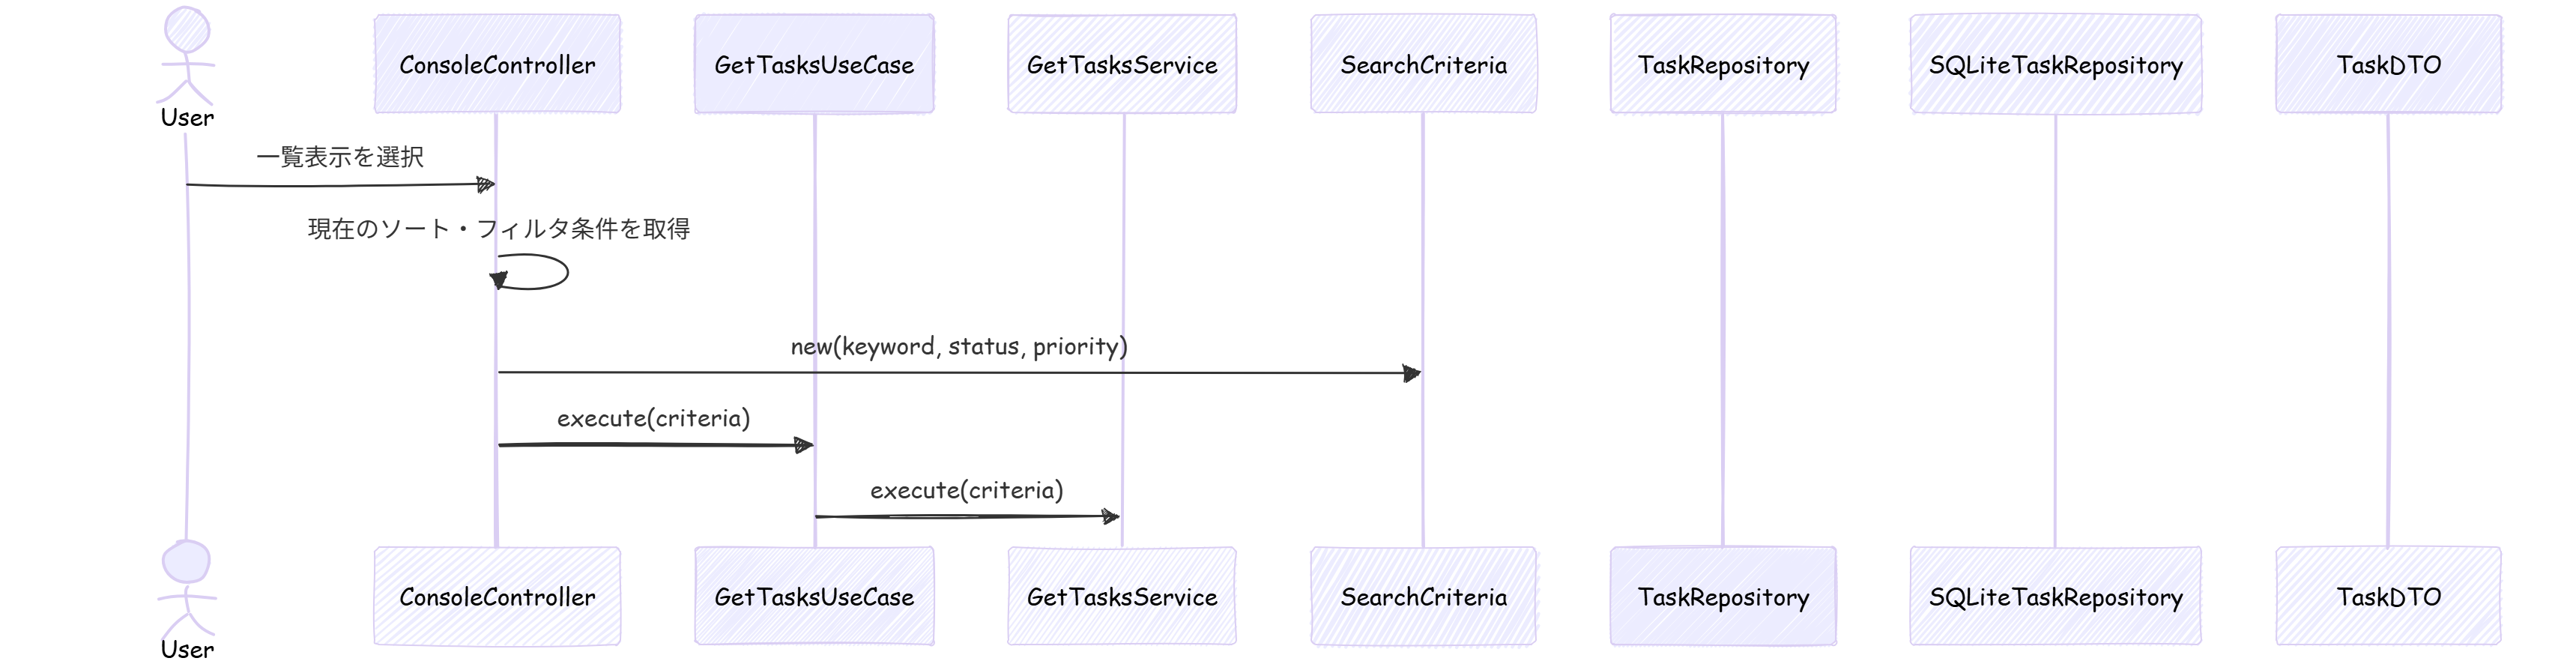 User
ConsoleController
GetTasksUseCase
GetTasksService
SearchCriteria
TaskRepository
SQLiteTaskRepository
TaskDTO
一覧表示を選択
現在のソート・フィルタ条件を取得
new(keyword, status, priority)
execute(criteria)
execute(criteria)
User
ConsoleController
GetTasksUseCase
GetTasksService
SearchCriteria
TaskRepository
SQLiteTaskRepository
TaskDTO